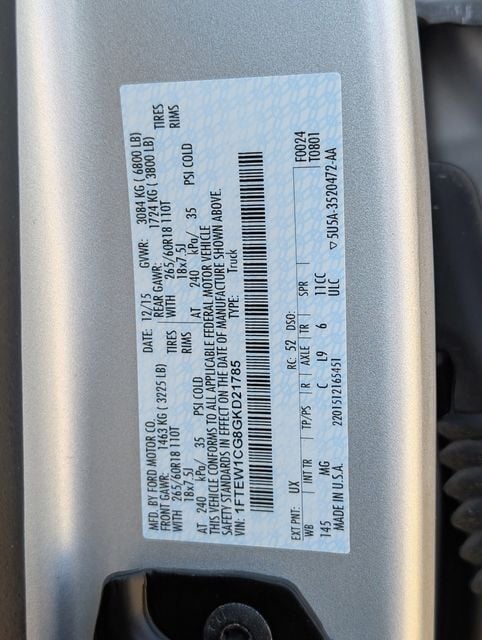 MFD. BY FORD MOTOR CO. DATE: 12/15 GVWR: 3084 KG ( 6800 LB)
FRONT GAWR: 1463 KG ( 3225 LB) REAR GAWR: 1724 KG ( 3800 LB)
WITH 265/60R18 110T TIRES WITH 265/60R18 110T TIRES
18x7.5J RIMS 18x7.5J RIMS
AT 240 kPa/ 35 PSI COLD AT 240 kPa/ 35 PSI COLD
THIS VEHICLE CONFORMS TO ALL APPLICABLE FEDERAL MOTOR VEHICLE
SAFETY STANDARDS IN EFFECT ON THE DATE OF MANUFACTURE SHOWN ABOVE.
VIN: 1FTEW1CG8GKD21785 TYPE: Truck
F0024
T0801
EXT PNT: UX RC: 52 DSO:
WB INT TR TP/PS R AXLE TR SPR
145 MG C L9 6 11CC
ULC
▽ 5U5A-3520472-AA
MADE IN U.S.A. 2201512165451